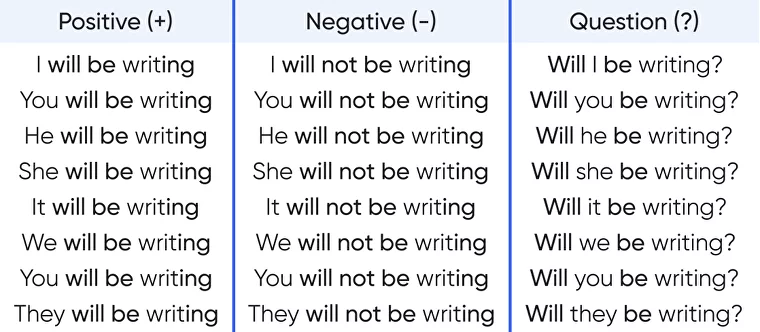 Positive (+) Negative (-) Question (?)
I will be writing I will not be writing Will I be writing?
You will be writing You will not be writing Will you be writing?
He will be writing He will not be writing Will he be writing?
She will be writing She will not be writing Will she be writing?
It will be writing It will not be writing Will it be writing?
We will be writing We will not be writing Will we be writing?
You will be writing You will not be writing Will you be writing?
They will be writing They will not be writing Will they be writing?